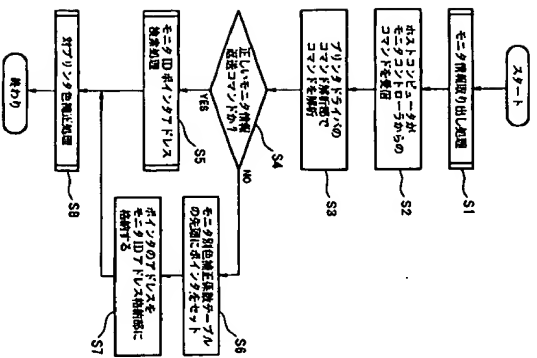 スタート
モニタ情報取り出し処理
S1
ホストコンピュータが
モニタコントローラからの
コマンドを受信
S2
プリンタドライバの
コマンド解析部で
コマンドを解析
S3
正しいモニタ情報
返送コマンドか?
S4
YES
NO
モニタIDポインタアドレス
検索処理
S5
モニタ別色補正係数テーブル
の先頭にポインタをセット
S6
ポインタのアドレスを
モニタIDアドレス格納部に
格納する
S7
対プリンタ色補正処理
S8
終わり